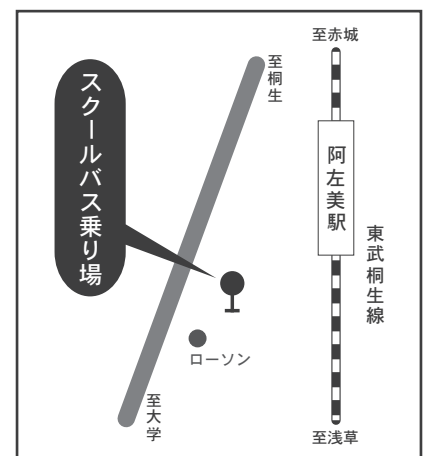 至赤城
至桐生
スクールバス乗り場
阿左美駅
東武桐生線
ローソン
至大学
至浅草